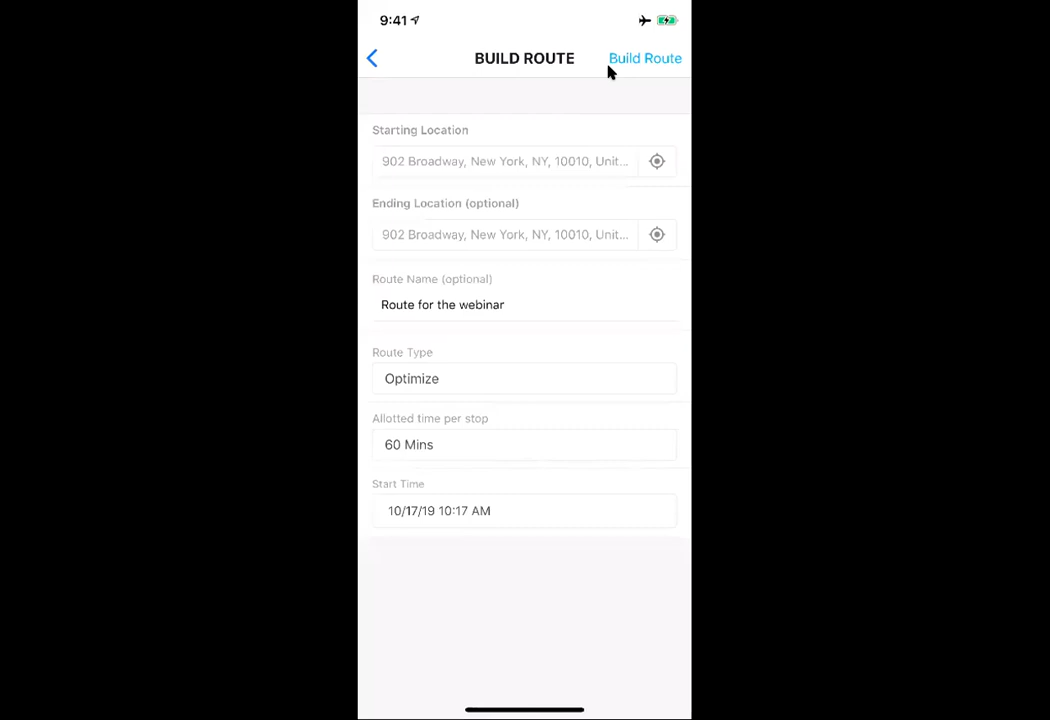 9:41
BUILD ROUTE
Build Route
Starting Location
902 Broadway, New York, NY, 10010, Unit...
Ending Location (optional)
902 Broadway, New York, NY, 10010, Unit...
Route Name (optional)
Route for the webinar
Route Type
Optimize
Allotted time per stop
60 Mins
Start Time
10/17/19 10:17 AM